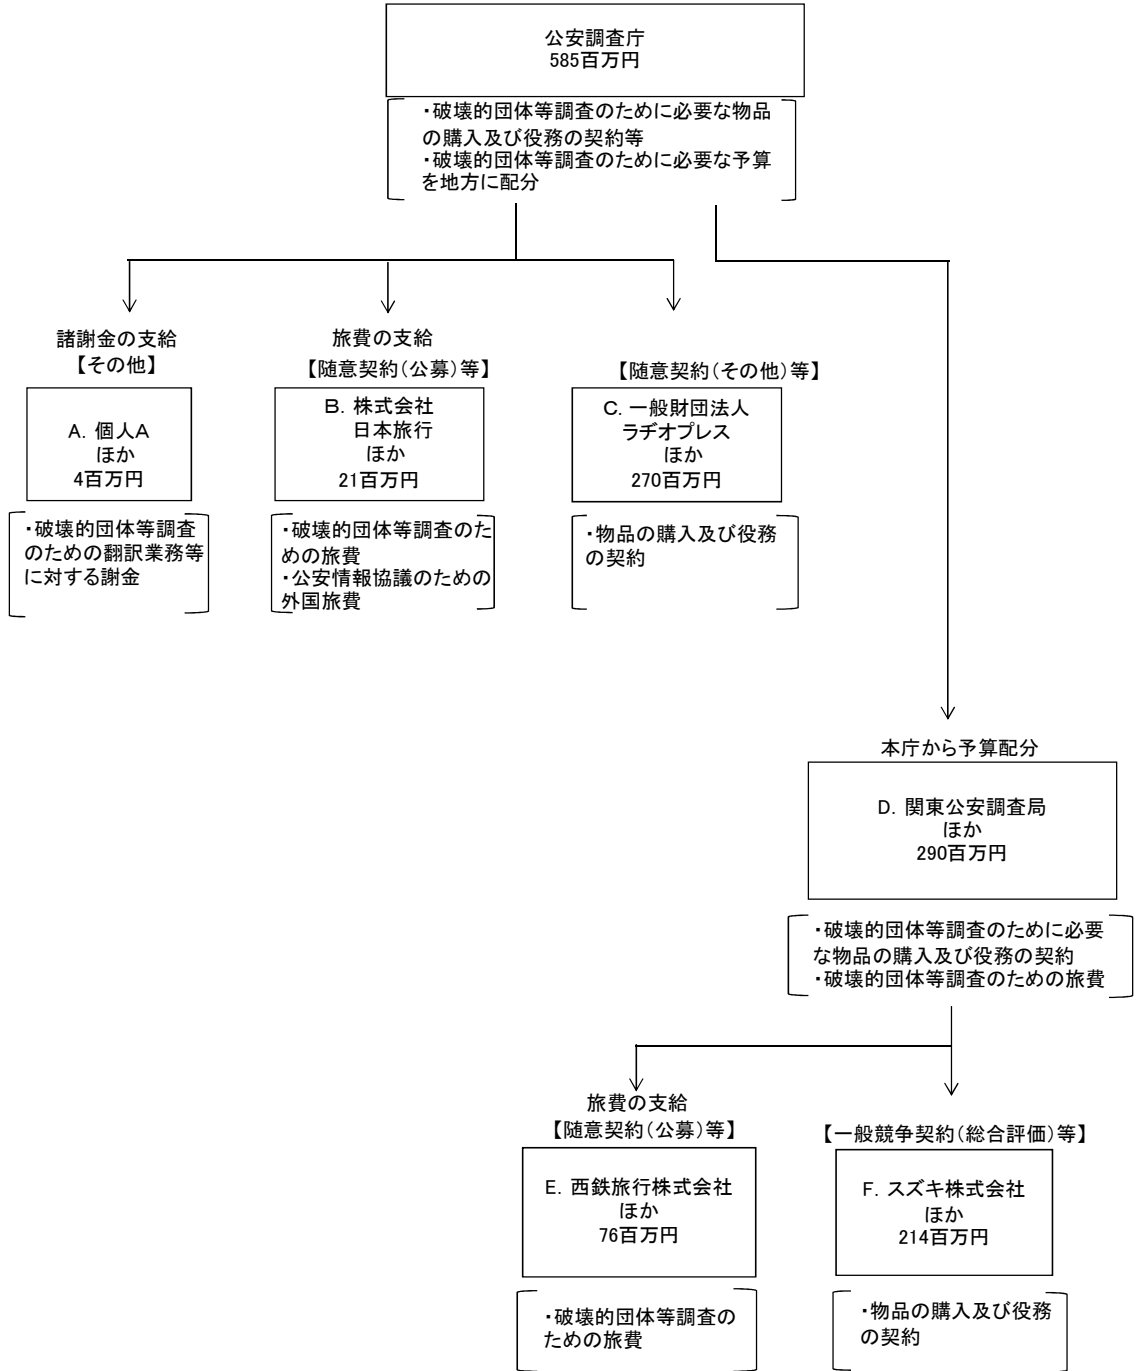 公安調査庁
585百万円
・破壊的団体等調査のために必要な物品
の購入及び役務の契約等
・破壊的団体等調査のために必要な予算
を地方に配分
諸謝金の支給
【その他】
A. 個人A
ほか
4百万円
・破壊的団体等調査
のための翻訳業務等
に対する謝金
旅費の支給
【随意契約(公募)等】
B. 株式会社
日本旅行
ほか
21百万円
・破壊的団体等調査のた
めの旅費
・公安情報協議のための
外国旅費
【随意契約(その他)等】
C. 一般財団法人
ラヂオプレス
ほか
270百万円
・物品の購入及び役務
の契約
本庁から予算配分
D. 関東公安調査局
ほか
290百万円
・破壊的団体等調査のために必要
な物品の購入及び役務の契約
・破壊的団体等調査のための旅費
旅費の支給
【随意契約(公募)等】
E. 西鉄旅行株式会社
ほか
76百万円
・破壊的団体等調査の
ための旅費
【一般競争契約(総合評価)等】
F. スズキ株式会社
ほか
214百万円
・物品の購入及び役務
の契約